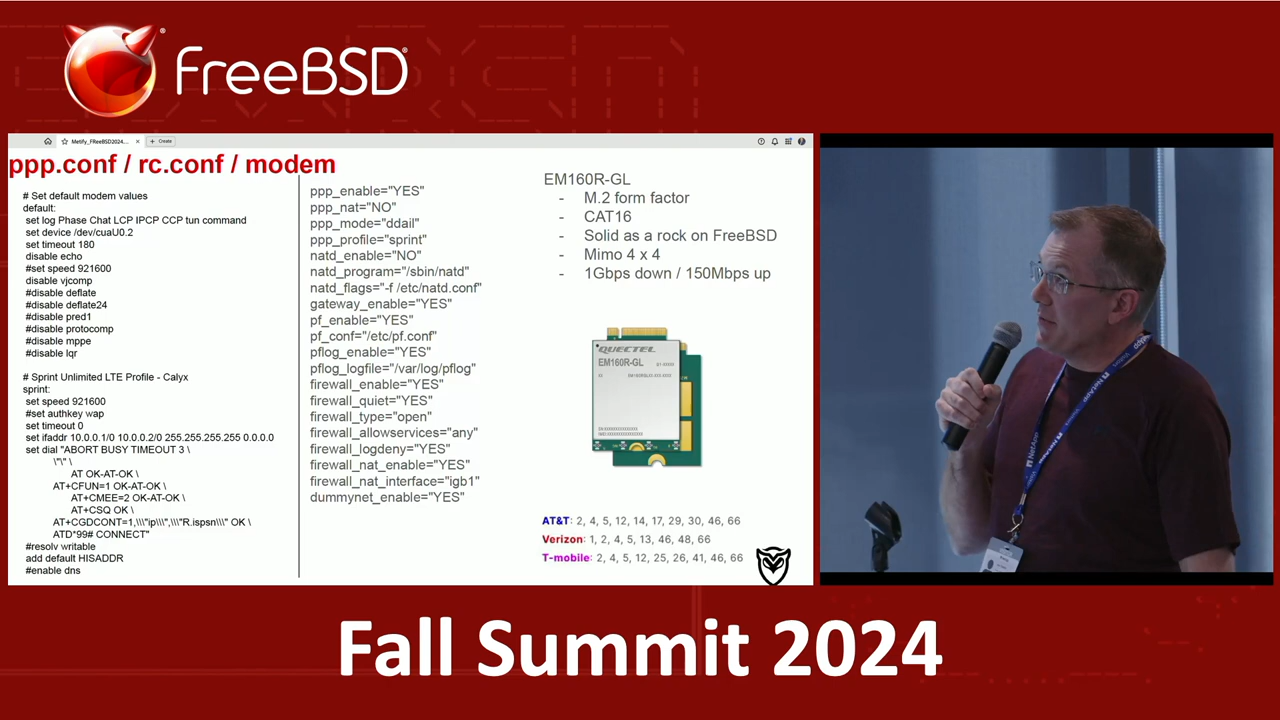 FreeBSD®
Metify_FReeBSD2024...
Create
ppp.conf / rc.conf / modem
# Set default modem values
default:
set log Phase Chat LCP IPCP CCP tun command
set device /dev/cuaU0.2
set timeout 180
disable echo
#set speed 921600
disable vjcomp
#disable deflate
#disable deflate24
#disable pred1
#disable protocomp
#disable mppe
#disable lqr
# Sprint Unlimited LTE Profile - Calyx
sprint:
set speed 921600
#set authkey wap
set timeout 0
set ifaddr 10.0.0.1/0 10.0.0.2/0 255.255.255.255 0.0.0.0
set dial "ABORT BUSY TIMEOUT 3 \
\"\" \
AT OK-AT-OK \
AT+CFUN=1 OK-AT-OK \
AT+CMEE=2 OK-AT-OK \
AT+CSQ OK \
AT+CGDCONT=1,\\\"ip\\\",\\\"R.ispsn\\\" OK \
ATD*99# CONNECT"
#resolv writable
add default HISADDR
#enable dns
ppp_enable="YES"
ppp_nat="NO"
ppp_mode="ddail"
ppp_profile="sprint"
natd_enable="NO"
natd_program="/sbin/natd"
natd_flags="-f /etc/natd.conf"
gateway_enable="YES"
pf_enable="YES"
pf_conf="/etc/pf.conf"
pflog_enable="YES"
pflog_logfile="/var/log/pflog"
firewall_enable="YES"
firewall_quiet="YES"
firewall_type="open"
firewall_allowservices="any"
firewall_logdeny="YES"
firewall_nat_enable="YES"
firewall_nat_interface="igb1"
dummynet_enable="YES"
EM160R-GL
- M.2 form factor
- CAT16
- Solid as a rock on FreeBSD
- Mimo 4 x 4
- 1Gbps down / 150Mbps up
QUECTEL
EM160R-GL
AT&T: 2, 4, 5, 12, 14, 17, 29, 30, 46, 66
Verizon: 1, 2, 4, 5, 13, 46, 48, 66
T-mobile: 2, 4, 5, 12, 25, 26, 41, 46, 66
NetApp
NetApp
Fall Summit 2024